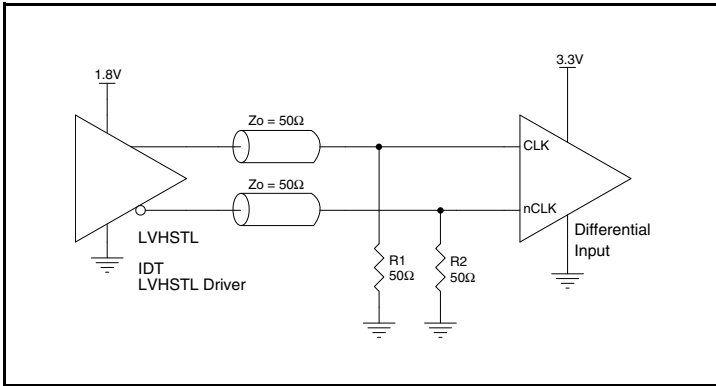 1.8V
3.3V
Zo = 50Ω
CLK
Zo = 50Ω
nCLK
LVHSTL
IDT
LVHSTL Driver
R1
50Ω
R2
50Ω
Differential
Input